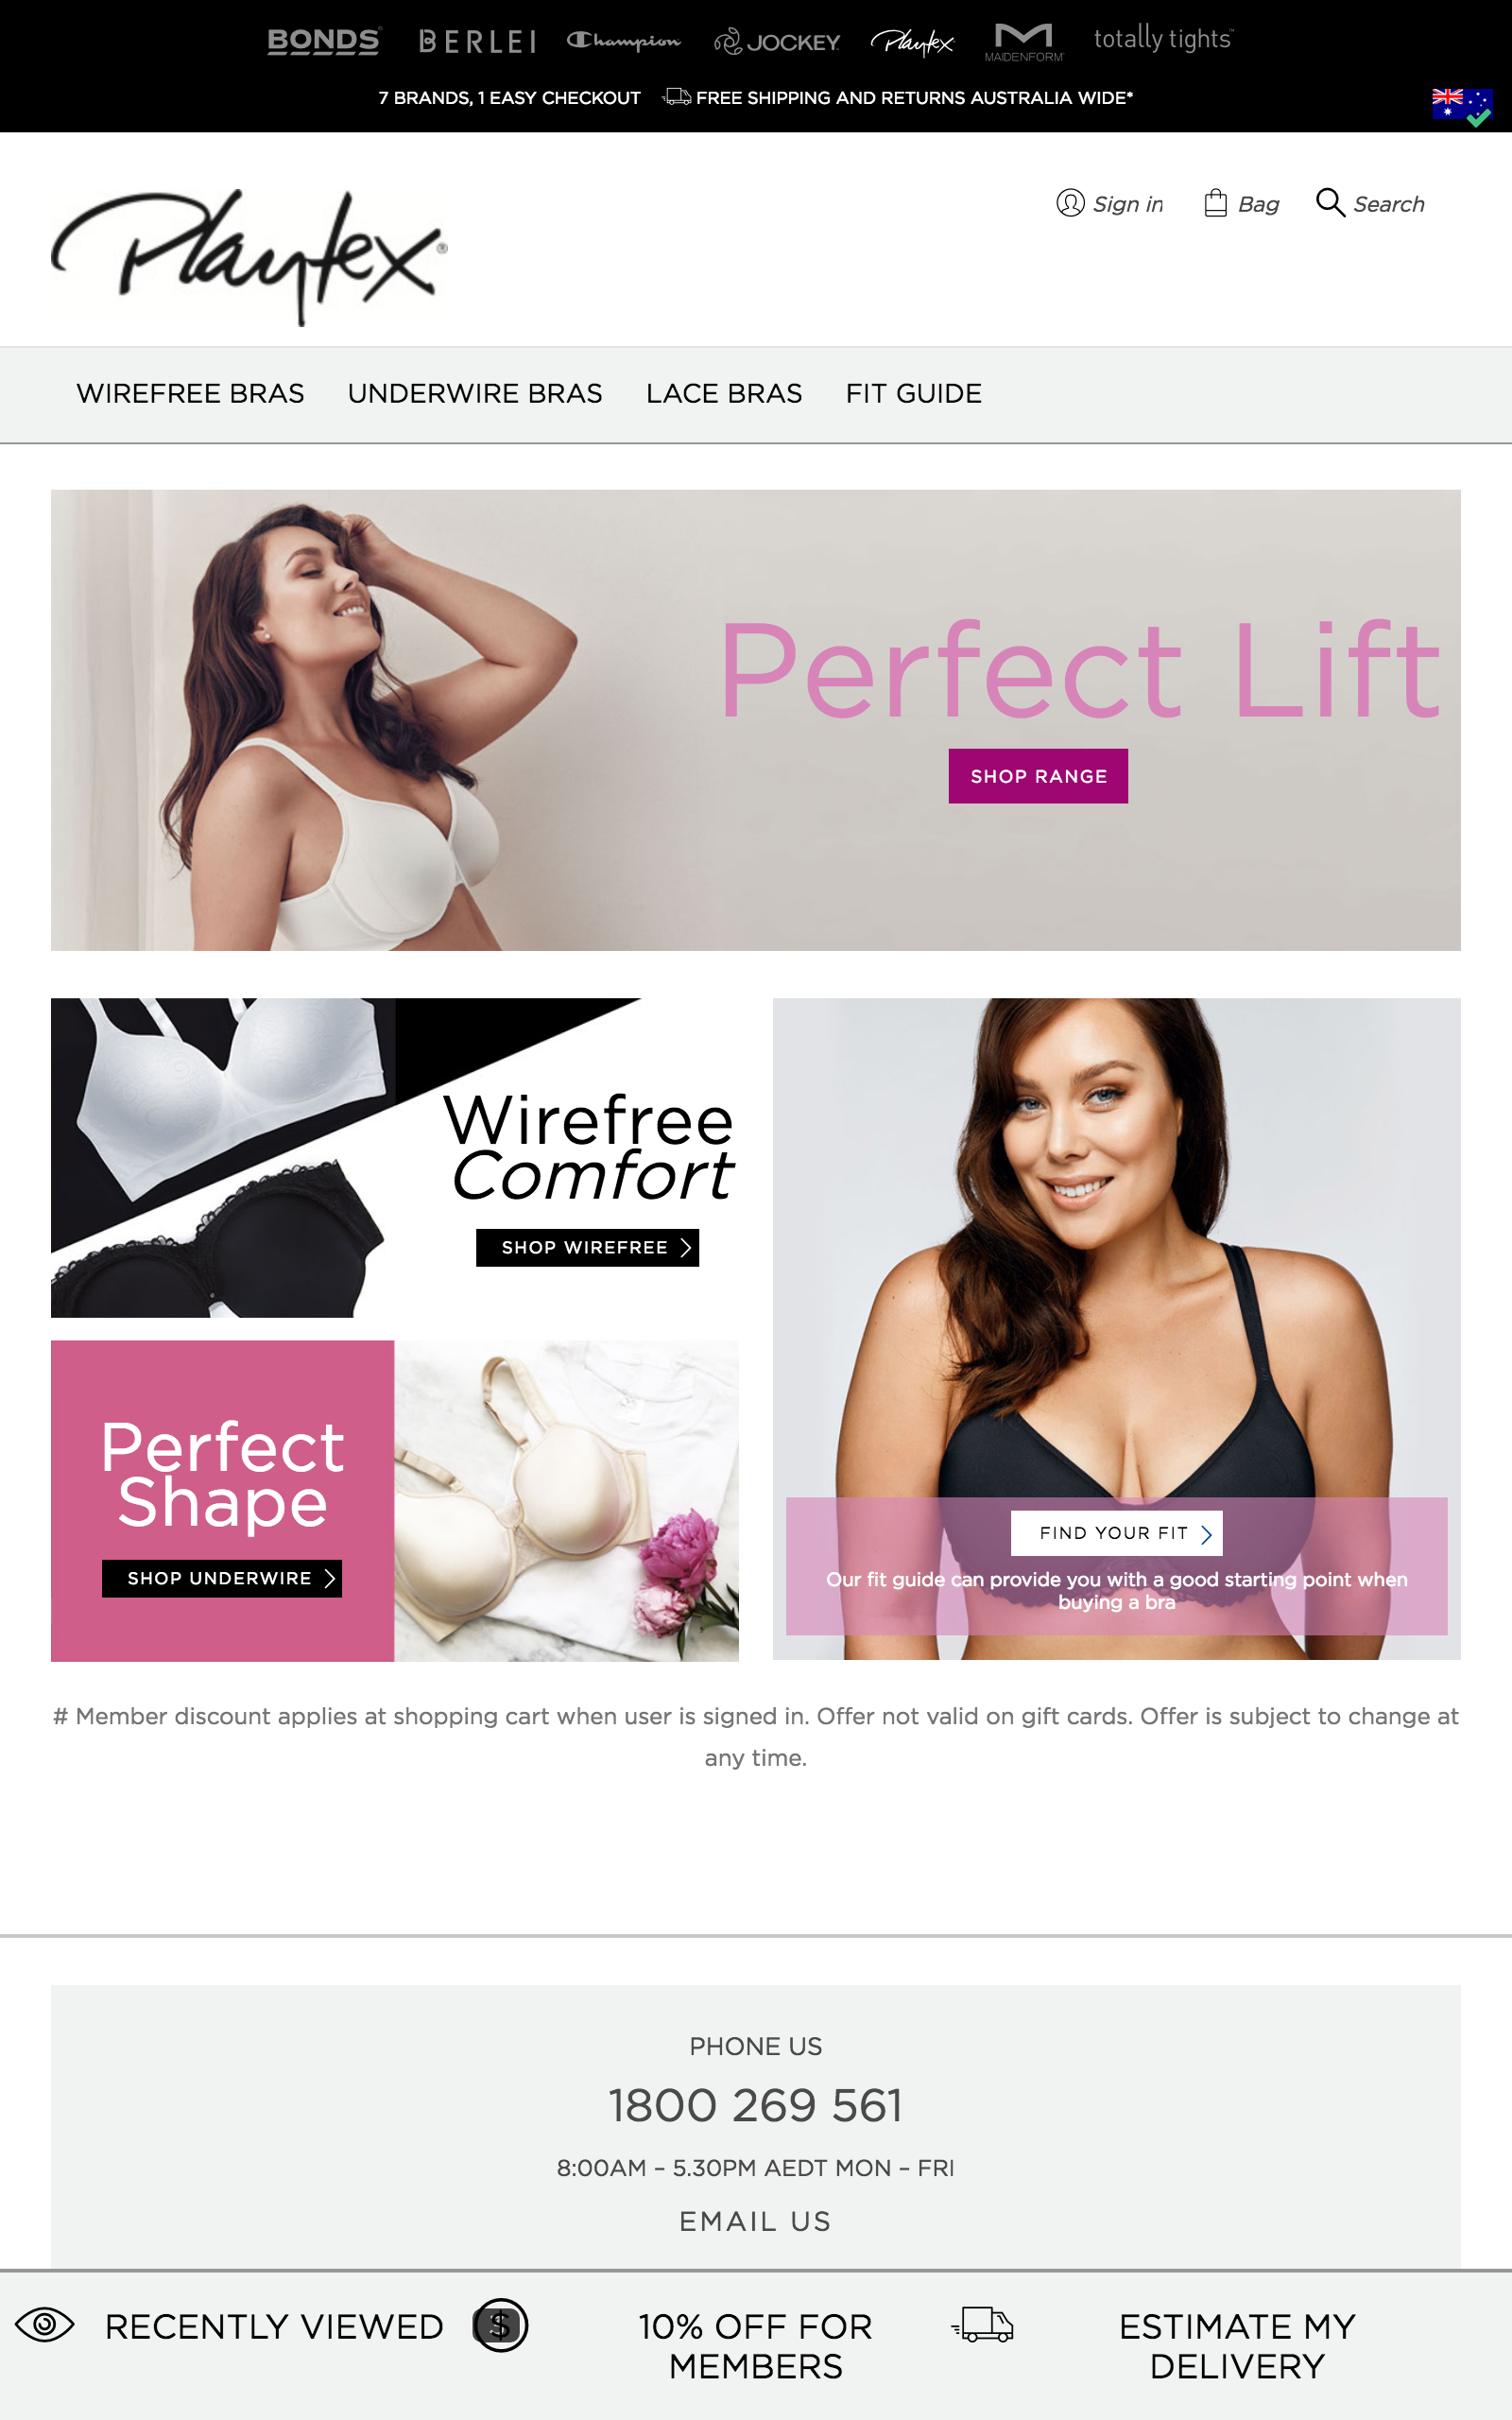 BONDS
BERLEI
Champion
JOCKEY
Playtex
MAIDENFORM
totally tights™
7 BRANDS, 1 EASY CHECKOUT
FREE SHIPPING AND RETURNS AUSTRALIA WIDE*
Playtex®
Sign in
Bag
Search
WIREFREE BRAS
UNDERWIRE BRAS
LACE BRAS
FIT GUIDE
Perfect Lift
SHOP RANGE
Wirefree
Comfort
SHOP WIREFREE
Perfect
Shape
SHOP UNDERWIRE
FIND YOUR FIT
Our fit guide can provide you with a good starting point when
buying a bra
# Member discount applies at shopping cart when user is signed in. Offer not valid on gift cards. Offer is subject to change at
any time.
PHONE US
1800 269 561
8:00AM – 5.30PM AEDT MON – FRI
EMAIL US
RECENTLY VIEWED
$
10% OFF FOR
MEMBERS
ESTIMATE MY
DELIVERY